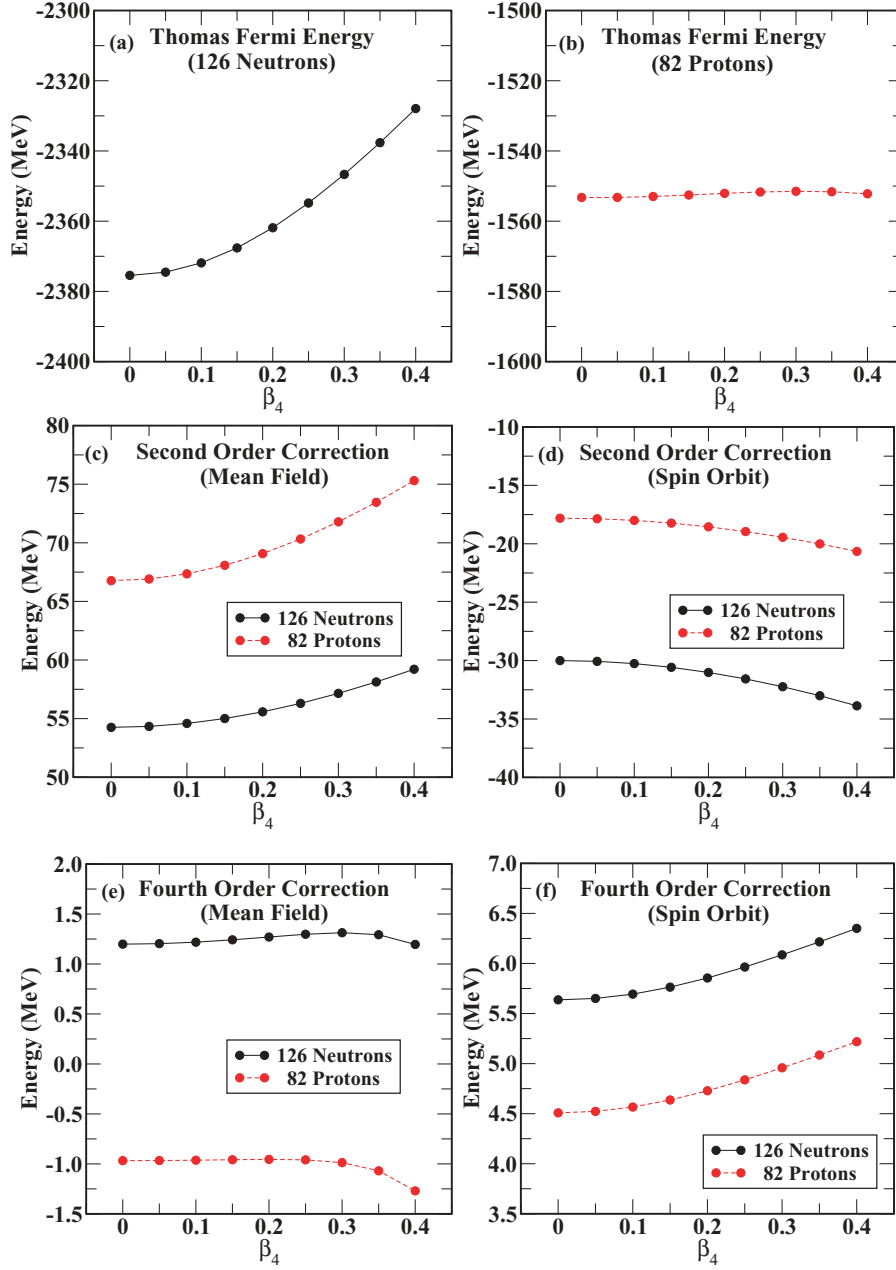 (a) Thomas Fermi Energy
(126 Neutrons)
Energy (MeV)
-2300
-2320
-2340
-2360
-2380
-2400
0 0.1 0.2 0.3 0.4
β4
(b) Thomas Fermi Energy
(82 Protons)
Energy (MeV)
-1500
-1520
-1540
-1560
-1580
-1600
0 0.1 0.2 0.3 0.4
β4
(c) Second Order Correction
(Mean Field)
Energy (MeV)
80
75
70
65
60
55
50
126 Neutrons
82 Protons
0 0.1 0.2 0.3 0.4
β4
(d) Second Order Correction
(Spin Orbit)
Energy (MeV)
-10
-15
-20
-25
-30
-35
-40
126 Neutrons
82 Protons
0 0.1 0.2 0.3 0.4
β4
(e) Fourth Order Correction
(Mean Field)
Energy (MeV)
2.0
1.5
1.0
0.5
0.0
-0.5
-1.0
-1.5
126 Neutrons
82 Protons
0 0.1 0.2 0.3 0.4
β4
(f) Fourth Order Correction
(Spin Orbit)
Energy (MeV)
7.0
6.5
6.0
5.5
5.0
4.5
4.0
3.5
126 Neutrons
82 Protons
0 0.1 0.2 0.3 0.4
β4